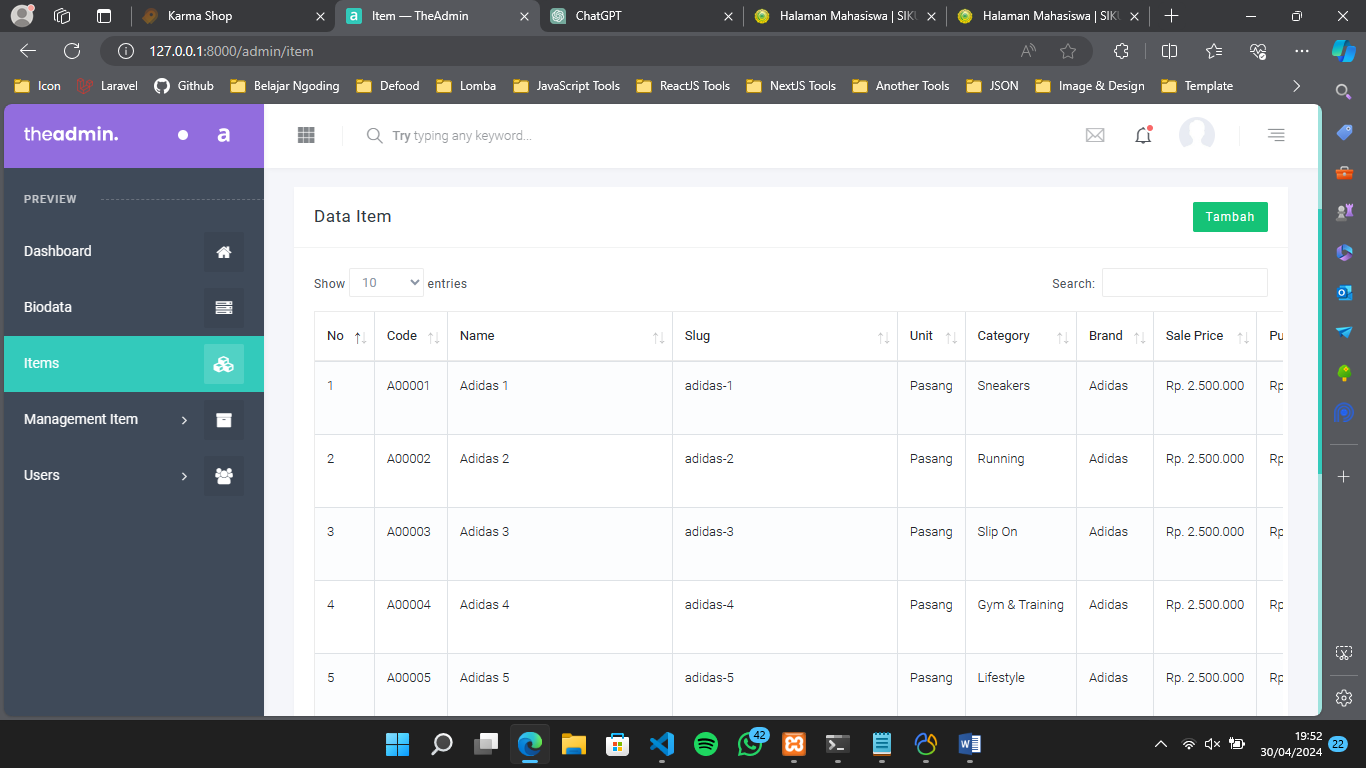 Karma Shop
Item — TheAdmin
ChatGPT
Halaman Mahasiswa | SIK
Halaman Mahasiswa | SIK
127.0.0.1:8000/admin/item
Icon Laravel Github Belajar Ngoding Defood Lomba JavaScript Tools ReactJS Tools NextJS Tools Another Tools JSON Image & Design Template
theadmin. a
Try typing any keyword...
PREVIEW
Dashboard
Biodata
Items
Management Item
Users
Data Item
Tambah
Show 10 entries
Search:
No Code Name Slug Unit Category Brand Sale Price Pu
1 A00001 Adidas 1 adidas-1 Pasang Sneakers Adidas Rp. 2.500.000 Rp
2 A00002 Adidas 2 adidas-2 Pasang Running Adidas Rp. 2.500.000 Rp
3 A00003 Adidas 3 adidas-3 Pasang Slip On Adidas Rp. 2.500.000 Rp
4 A00004 Adidas 4 adidas-4 Pasang Gym & Training Adidas Rp. 2.500.000 Rp
5 A00005 Adidas 5 adidas-5 Pasang Lifestyle Adidas Rp. 2.500.000 Rp
42
19:52
30/04/2024
22